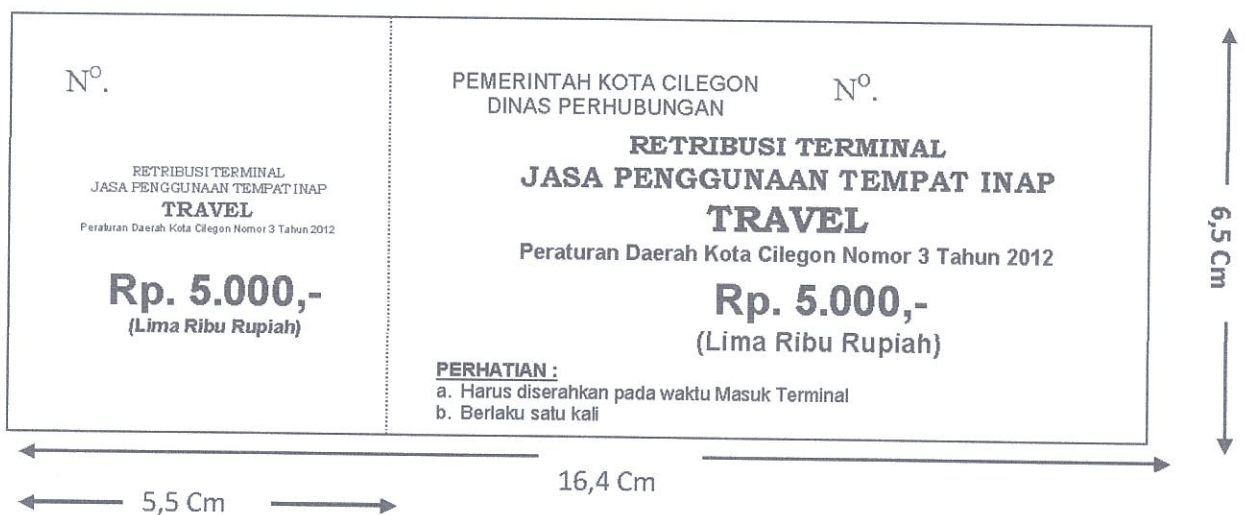 Nº.
RETRIBUSI TERMINAL
JASA PENGGUNAAN TEMPAT INAP
TRAVEL
Peraturan Daerah Kota Cilegon Nomor 3 Tahun 2012
Rp. 5.000,-
(Lima Ribu Rupiah)
PEMERINTAH KOTA CILEGON
DINAS PERHUBUNGAN
Nº.
RETRIBUSI TERMINAL
JASA PENGGUNAAN TEMPAT INAP
TRAVEL
Peraturan Daerah Kota Cilegon Nomor 3 Tahun 2012
Rp. 5.000,-
(Lima Ribu Rupiah)
PERHATIAN :
a. Harus diserahkan pada waktu Masuk Terminal
b. Berlaku satu kali
6,5 Cm
16,4 Cm
5,5 Cm